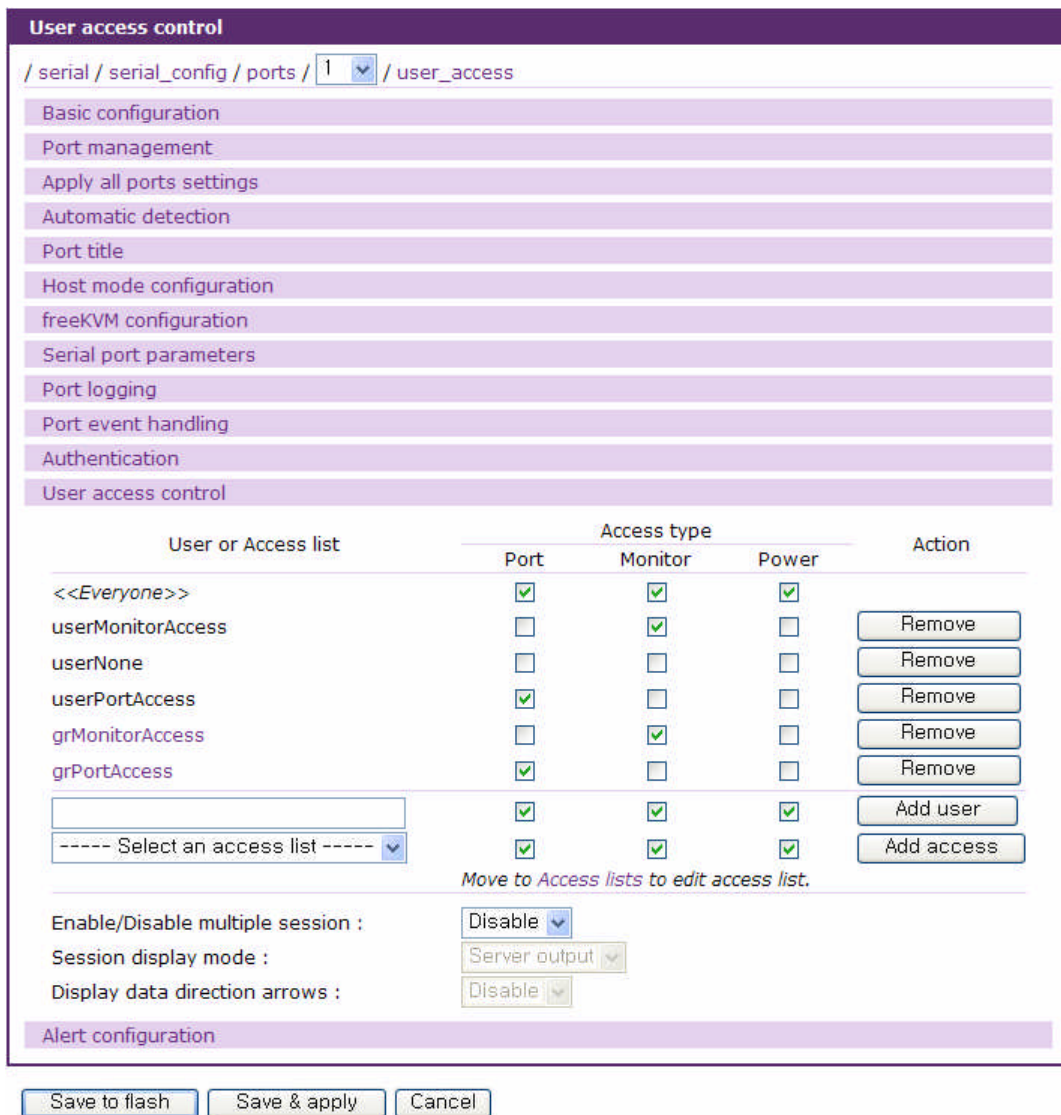 User access control
/ serial / serial_config / ports / 1 / user_access
Basic configuration
Port management
Apply all ports settings
Automatic detection
Port title
Host mode configuration
freeKVM configuration
Serial port parameters
Port logging
Port event handling
Authentication
User access control
User or Access list Access type Action
Port Monitor Power
<<Everyone>>
userMonitorAccess Remove
userNone Remove
userPortAccess Remove
grMonitorAccess Remove
grPortAccess Remove
Add user
----- Select an access list ----- Add access
Move to Access lists to edit access list.
Enable/Disable multiple session : Disable
Session display mode : Server output
Display data direction arrows : Disable
Alert configuration
Save to flash Save & apply Cancel